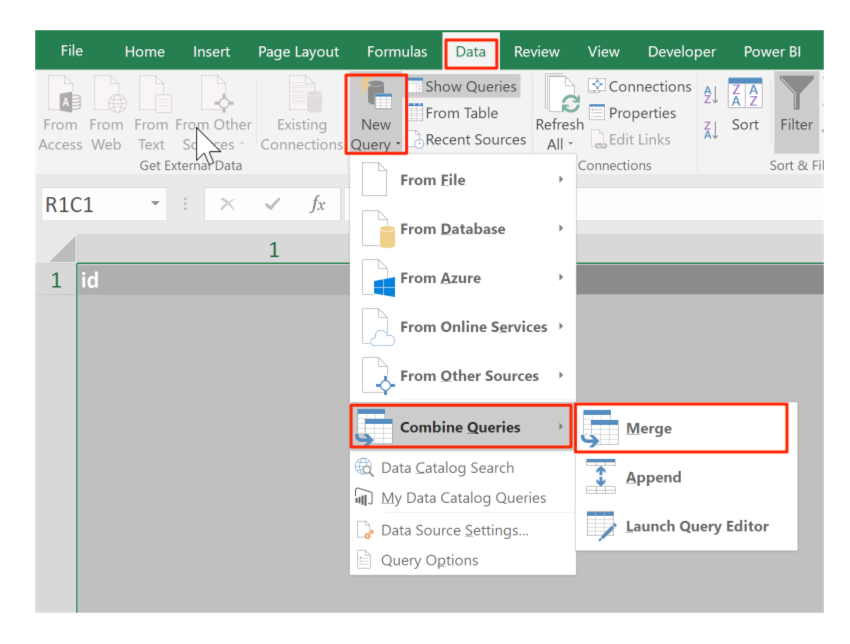 File Home Insert Page Layout Formulas Data Review View Developer Power BI
From Access
From Web
From Text
From Other Sources
Existing Connections
Get External Data
New Query
Show Queries
From Table
Recent Sources
Refresh All
Connections
Properties
Edit Links
Connections
A Z
Z A
Z A
A Z
Sort
Filter
Sort & Fil
R1C1 fx
1
1 id
From File
From Database
From Azure
From Online Services
From Other Sources
Combine Queries
Data Catalog Search
My Data Catalog Queries
Data Source Settings...
Query Options
Merge
Append
Launch Query Editor